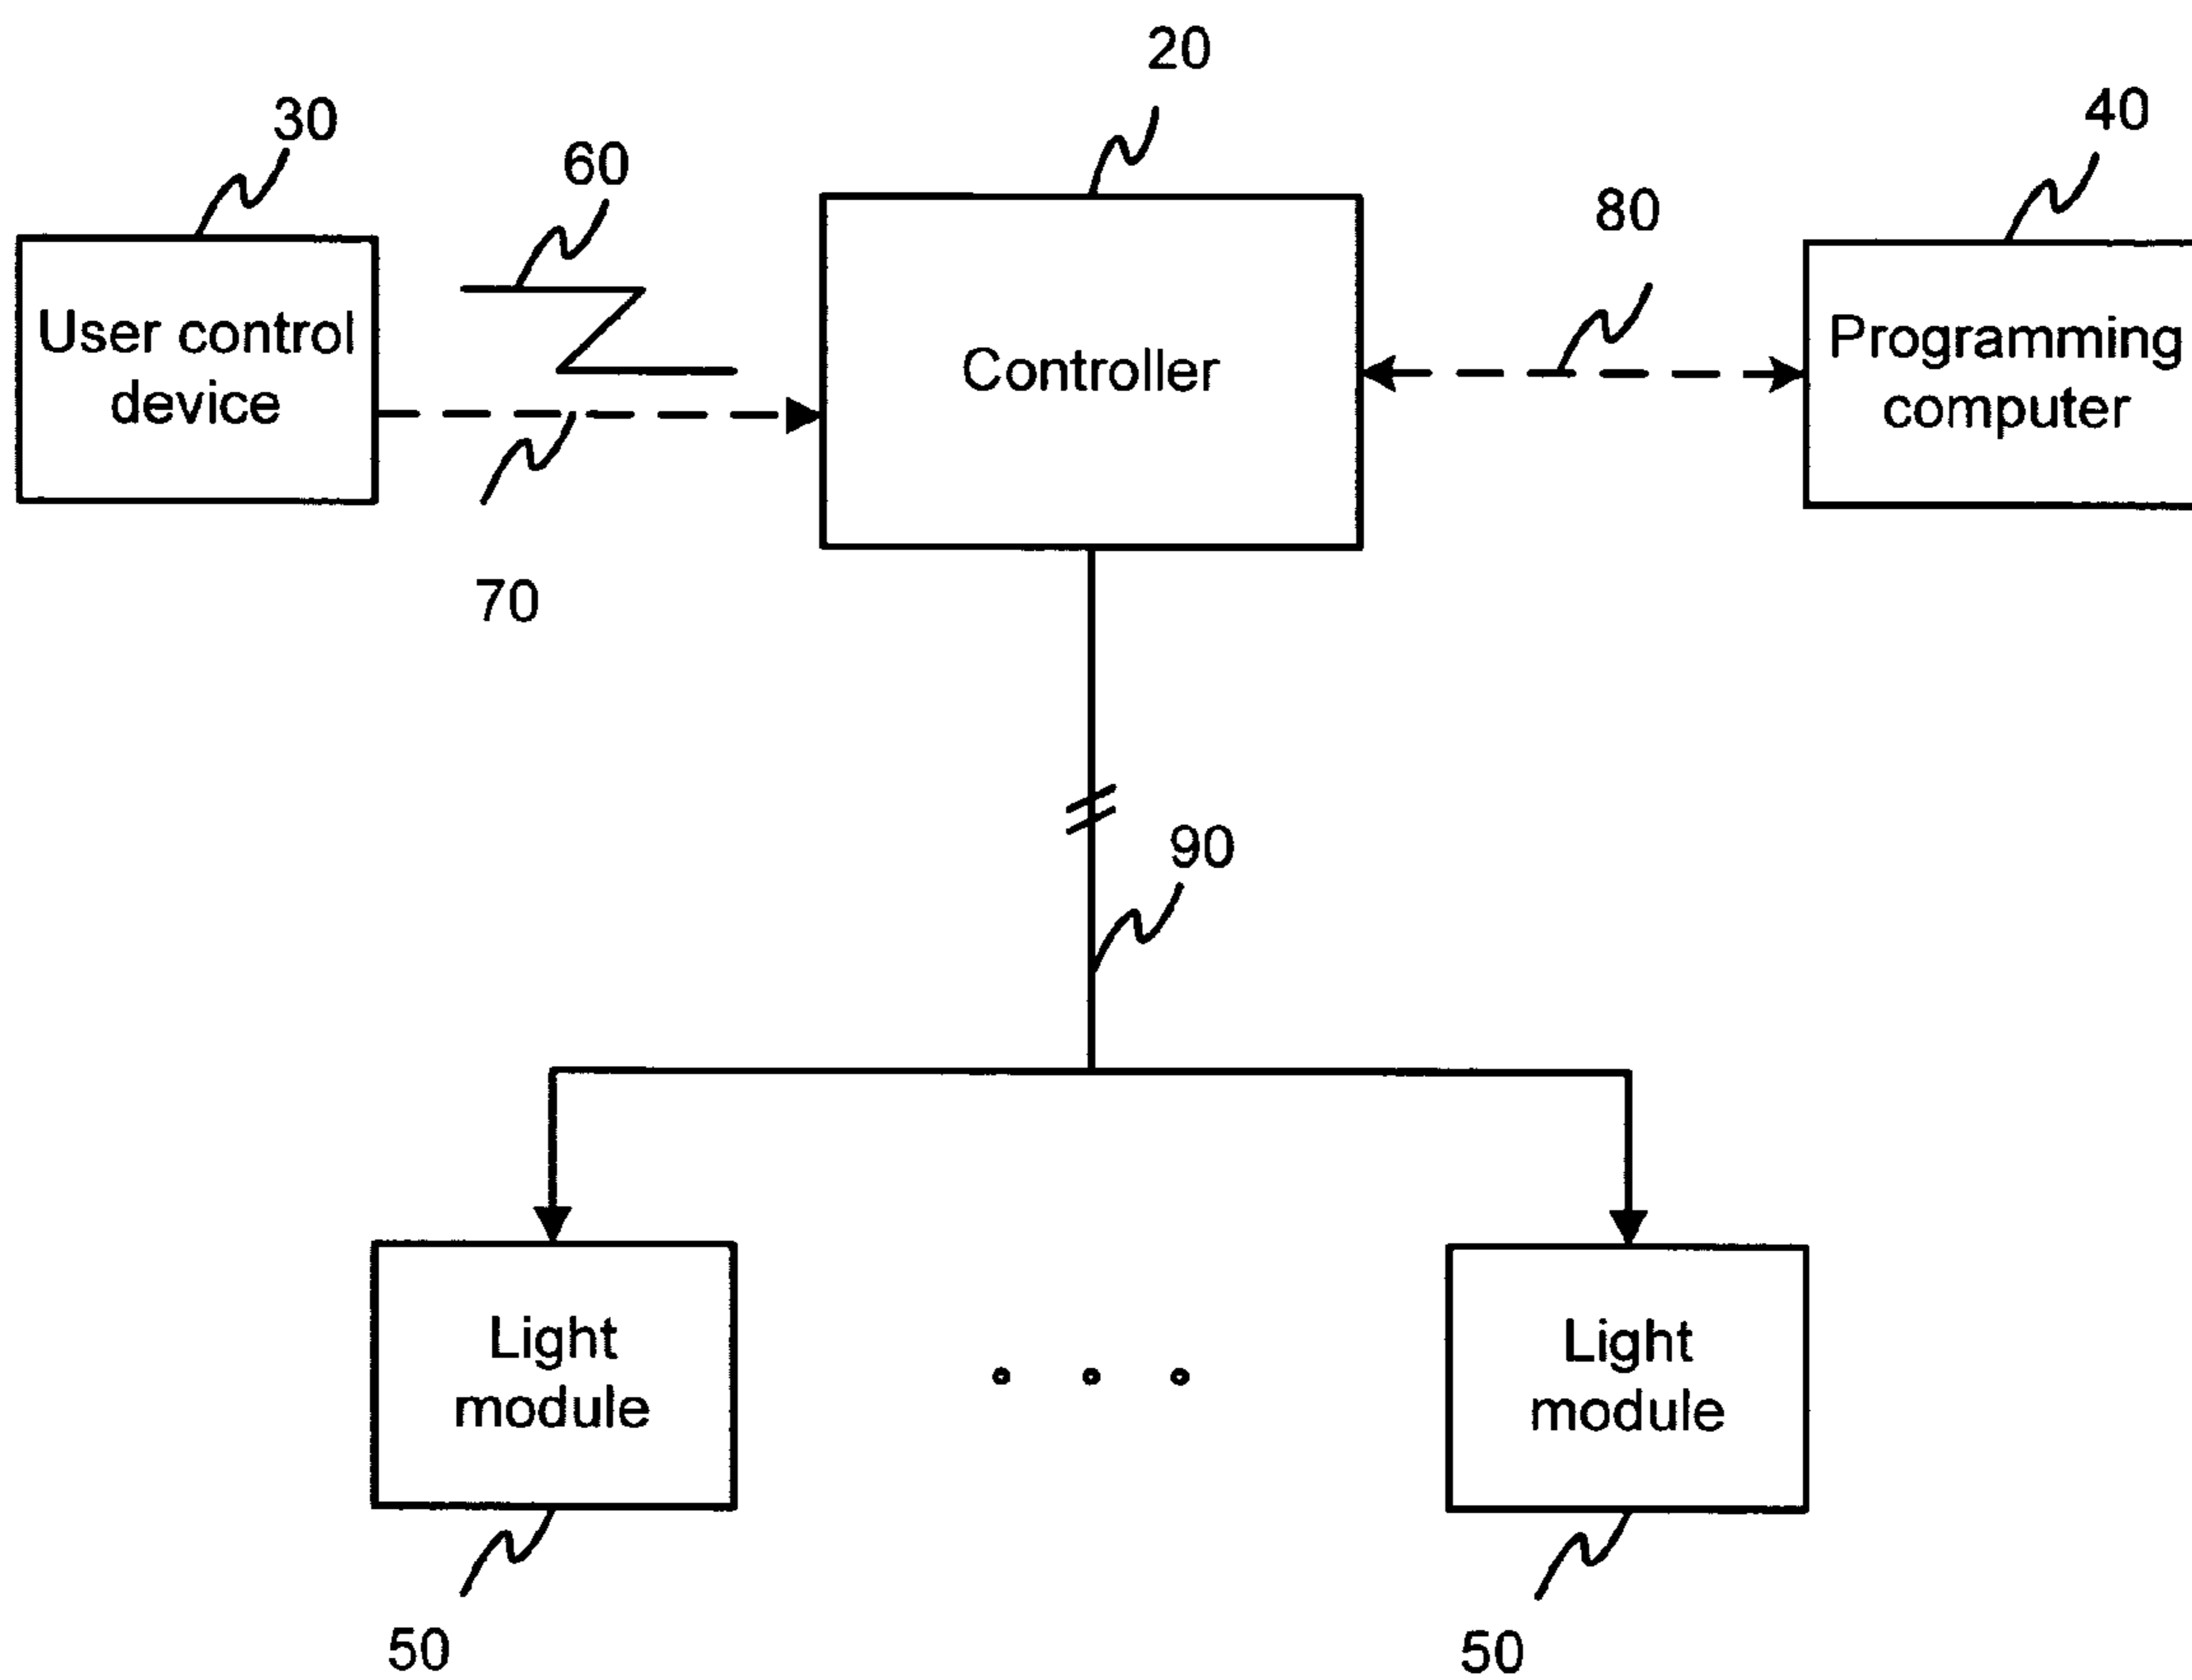 20
30
40
60
80
User control
device
Controller
Programming
computer
70
90
Light
module
Light
module
50
50